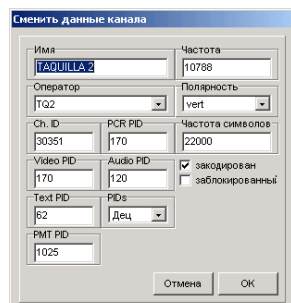 Сменить данные канала
Имя
Частота
TAQUILLA 2
10788
Оператор
Полярность
TQ2
vert
Ch. ID
PCR PID
Частота символов
30351
170
22000
Video PID
Audio PID
закодирован
170
120
заблокированный
Text PID
PIDs
62
Дец
PMT PID
1025
Отмена
OK